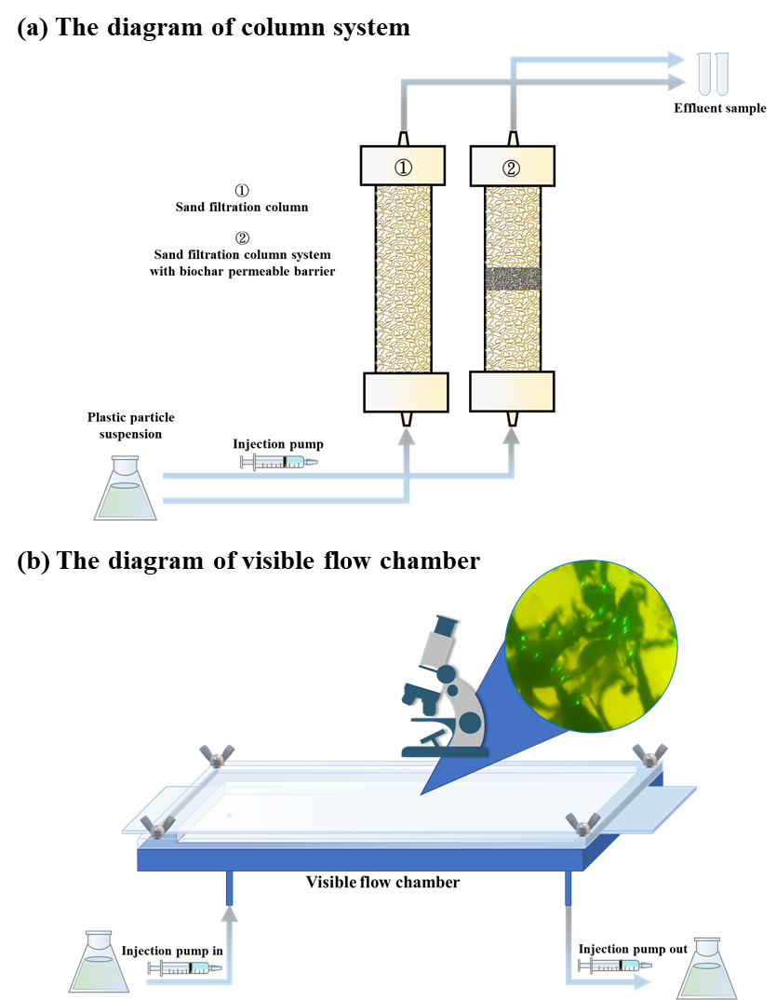 (a) The diagram of column system
Effluent sample
①
②
①
Sand filtration column
②
Sand filtration column system
with biochar permeable barrier
Plastic particle
suspension
Injection pump
(b) The diagram of visible flow chamber
Visible flow chamber
Injection pump in
Injection pump out